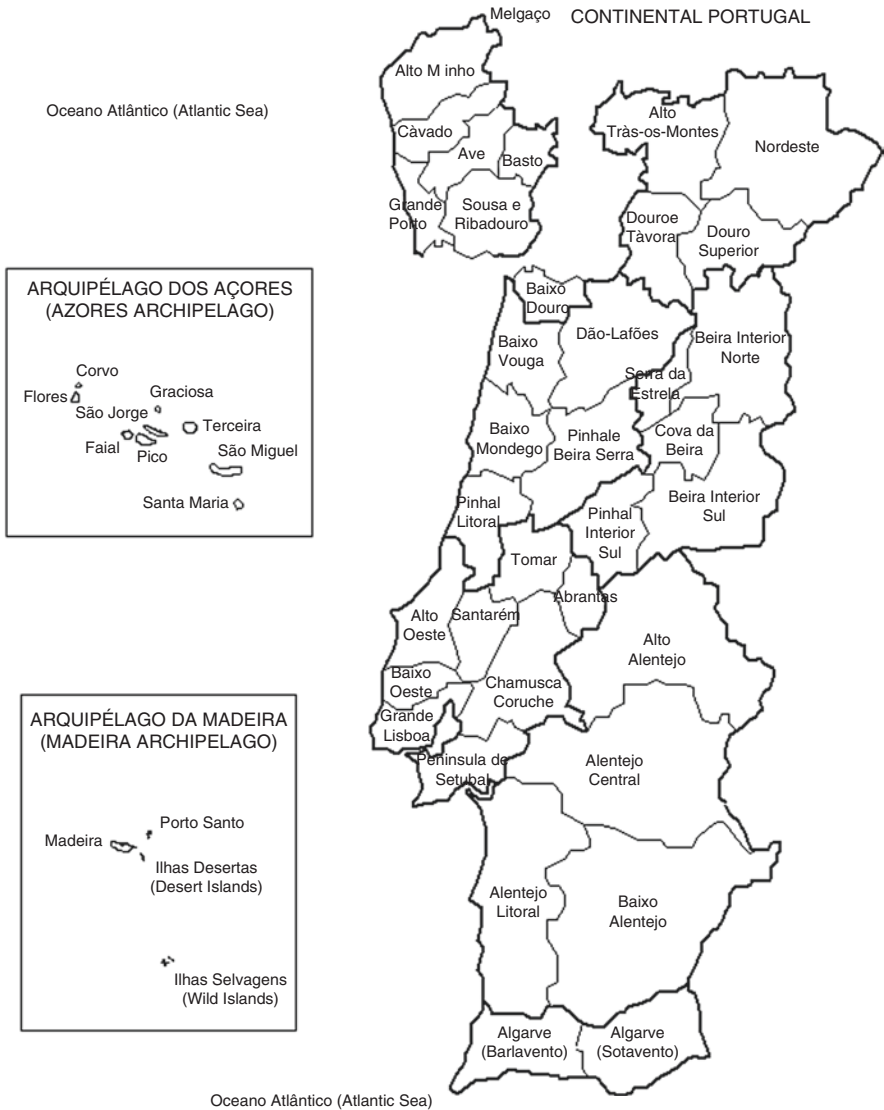 Melgaço
CONTINENTAL PORTUGAL
Alto M inho
Oceano Atlântico (Atlantic Sea)
Càvado
Ave
Basto
Grande
Porto
Sousa e
Ribadouro
Alto
Tràs-os-Montes
Nordeste
Douroe
Tàvora
Douro
Superior
ARQUIPÉLAGO DOS AÇORES
(AZORES ARCHIPELAGO)
Corvo
Flores
Graciosa
São Jorge
Terceira
Faial
Pico
São Miguel
Santa Maria
Baixo
Douro
Baixo
Vouga
Dão-Lafões
Beira Interior
Norte
Serra da
Estrela
Baixo
Mondego
Pinhale
Beira Serra
Cova da
Beira
Pinhal
Litoral
Pinhal
Interior
Sul
Beira Interior
Sul
Tomar
Abrantas
Alto
Oeste
Santarém
Alto
Alentejo
Baixo
Oeste
Chamusca
Coruche
Grande
Lisboa
Peninsula de
Setubal
Alentejo
Central
ARQUIPÉLAGO DA MADEIRA
(MADEIRA ARCHIPELAGO)
Porto Santo
Madeira
Ilhas Desertas
(Desert Islands)
Ilhas Selvagens
(Wild Islands)
Alentejo
Litoral
Baixo
Alentejo
Algarve
(Barlavento)
Algarve
(Sotavento)
Oceano Atlântico (Atlantic Sea)